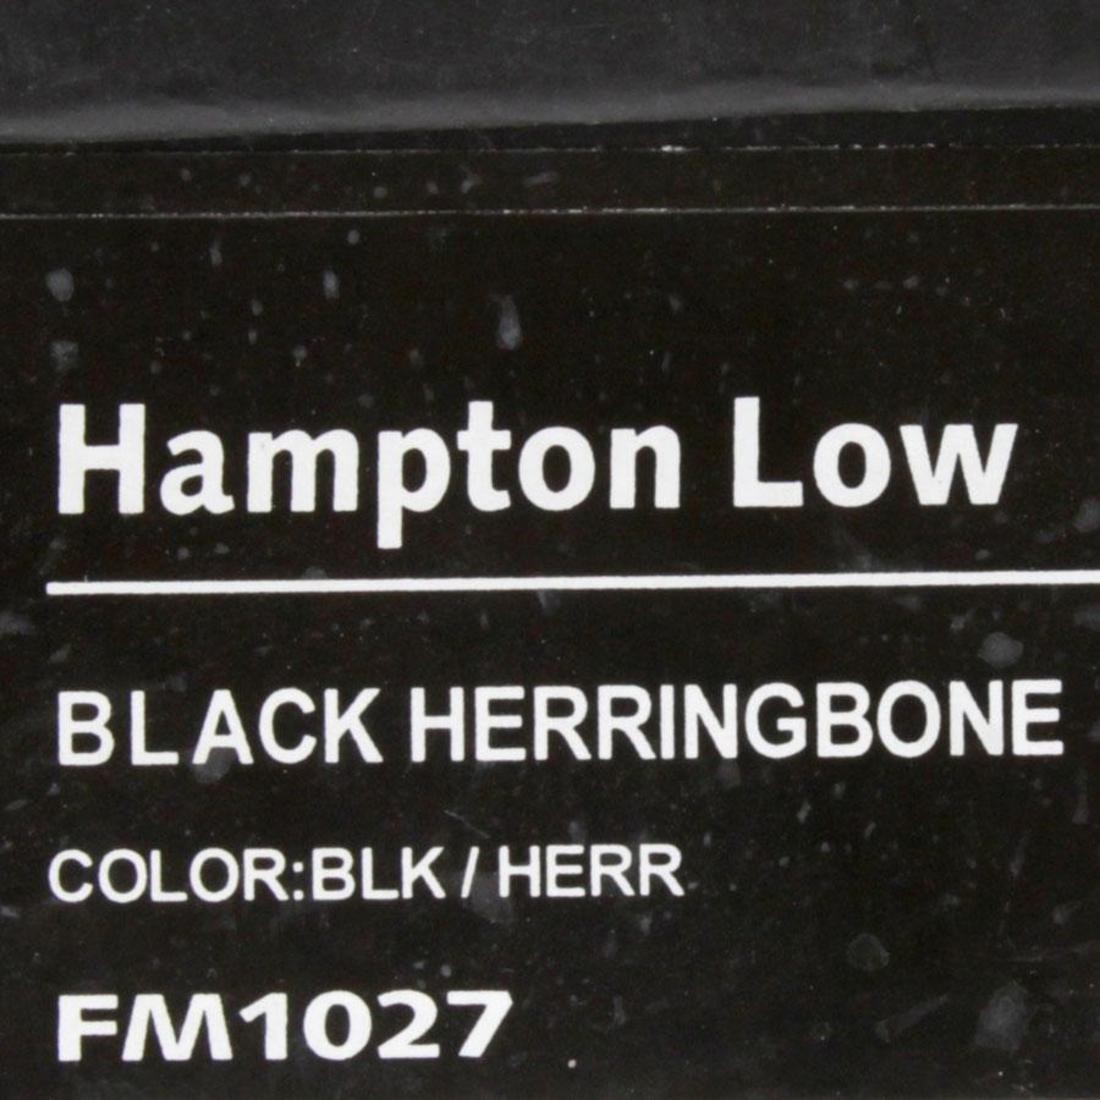 Hampton Low
BLACK HERRINGBONE
COLOR:BLK / HERR
FM1027